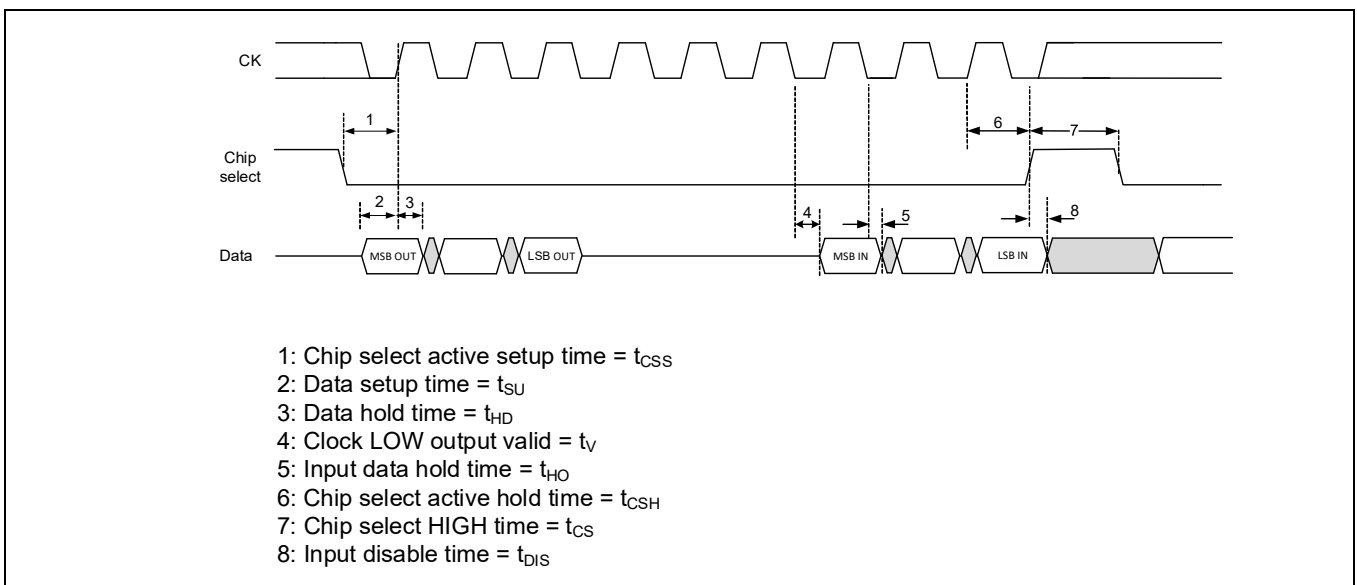 CK
1
6
7
Chip
select
2
3
4
5
8
Data
MSB OUT
LSB OUT
MSB IN
LSB IN
1: Chip select active setup time = tCSS
2: Data setup time = tSU
3: Data hold time = tHD
4: Clock LOW output valid = tV
5: Input data hold time = tHO
6: Chip select active hold time = tCSH
7: Chip select HIGH time = tCS
8: Input disable time = tDIS